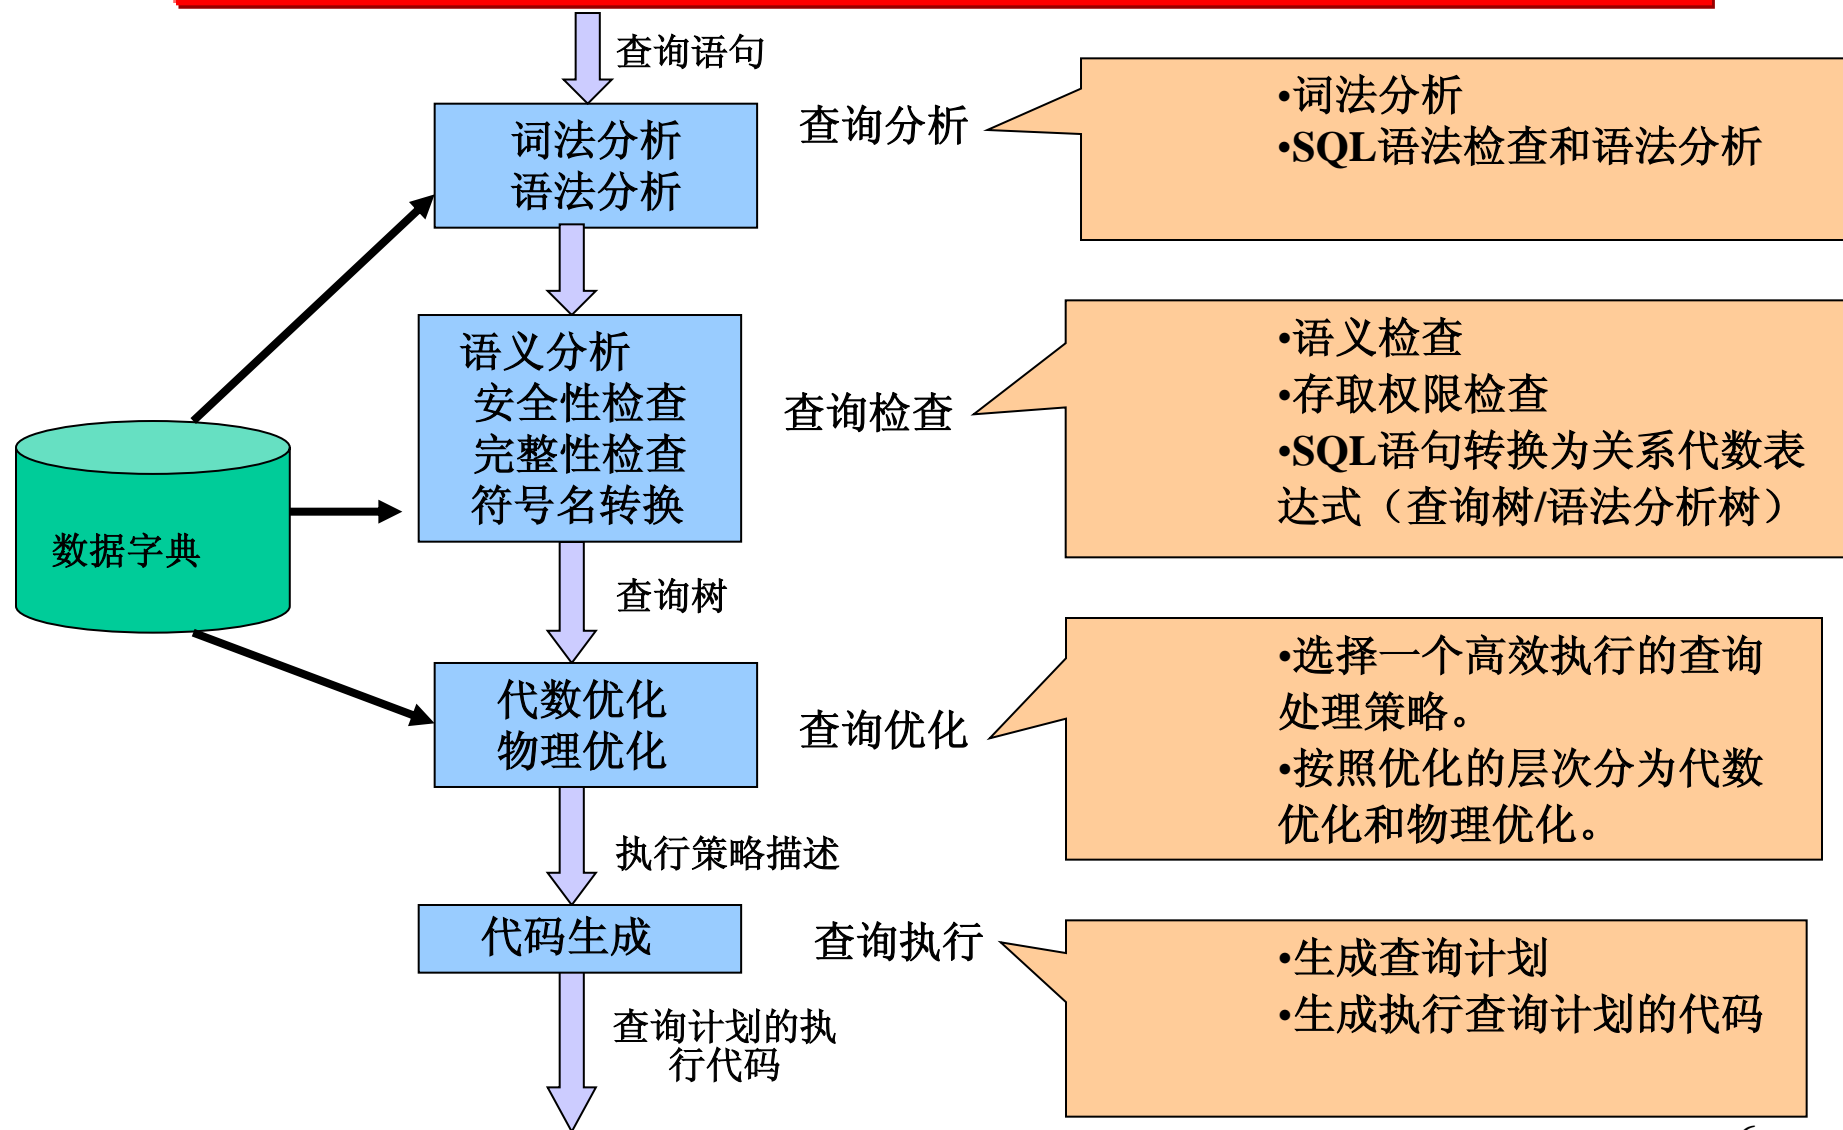 查询语句
词法分析
语法分析
查询分析
•词法分析
•SQL语法检查和语法分析
语义分析
安全性检查
完整性检查
符号名转换
查询检查
•语义检查
•存取权限检查
•SQL语句转换为关系代数表
达式（查询树/语法分析树）
数据字典
查询树
代数优化
物理优化
查询优化
•选择一个高效执行的查询
处理策略。
•按照优化的层次分为代数
优化和物理优化。
执行策略描述
代码生成
查询执行
•生成查询计划
•生成执行查询计划的代码
查询计划的执
行代码